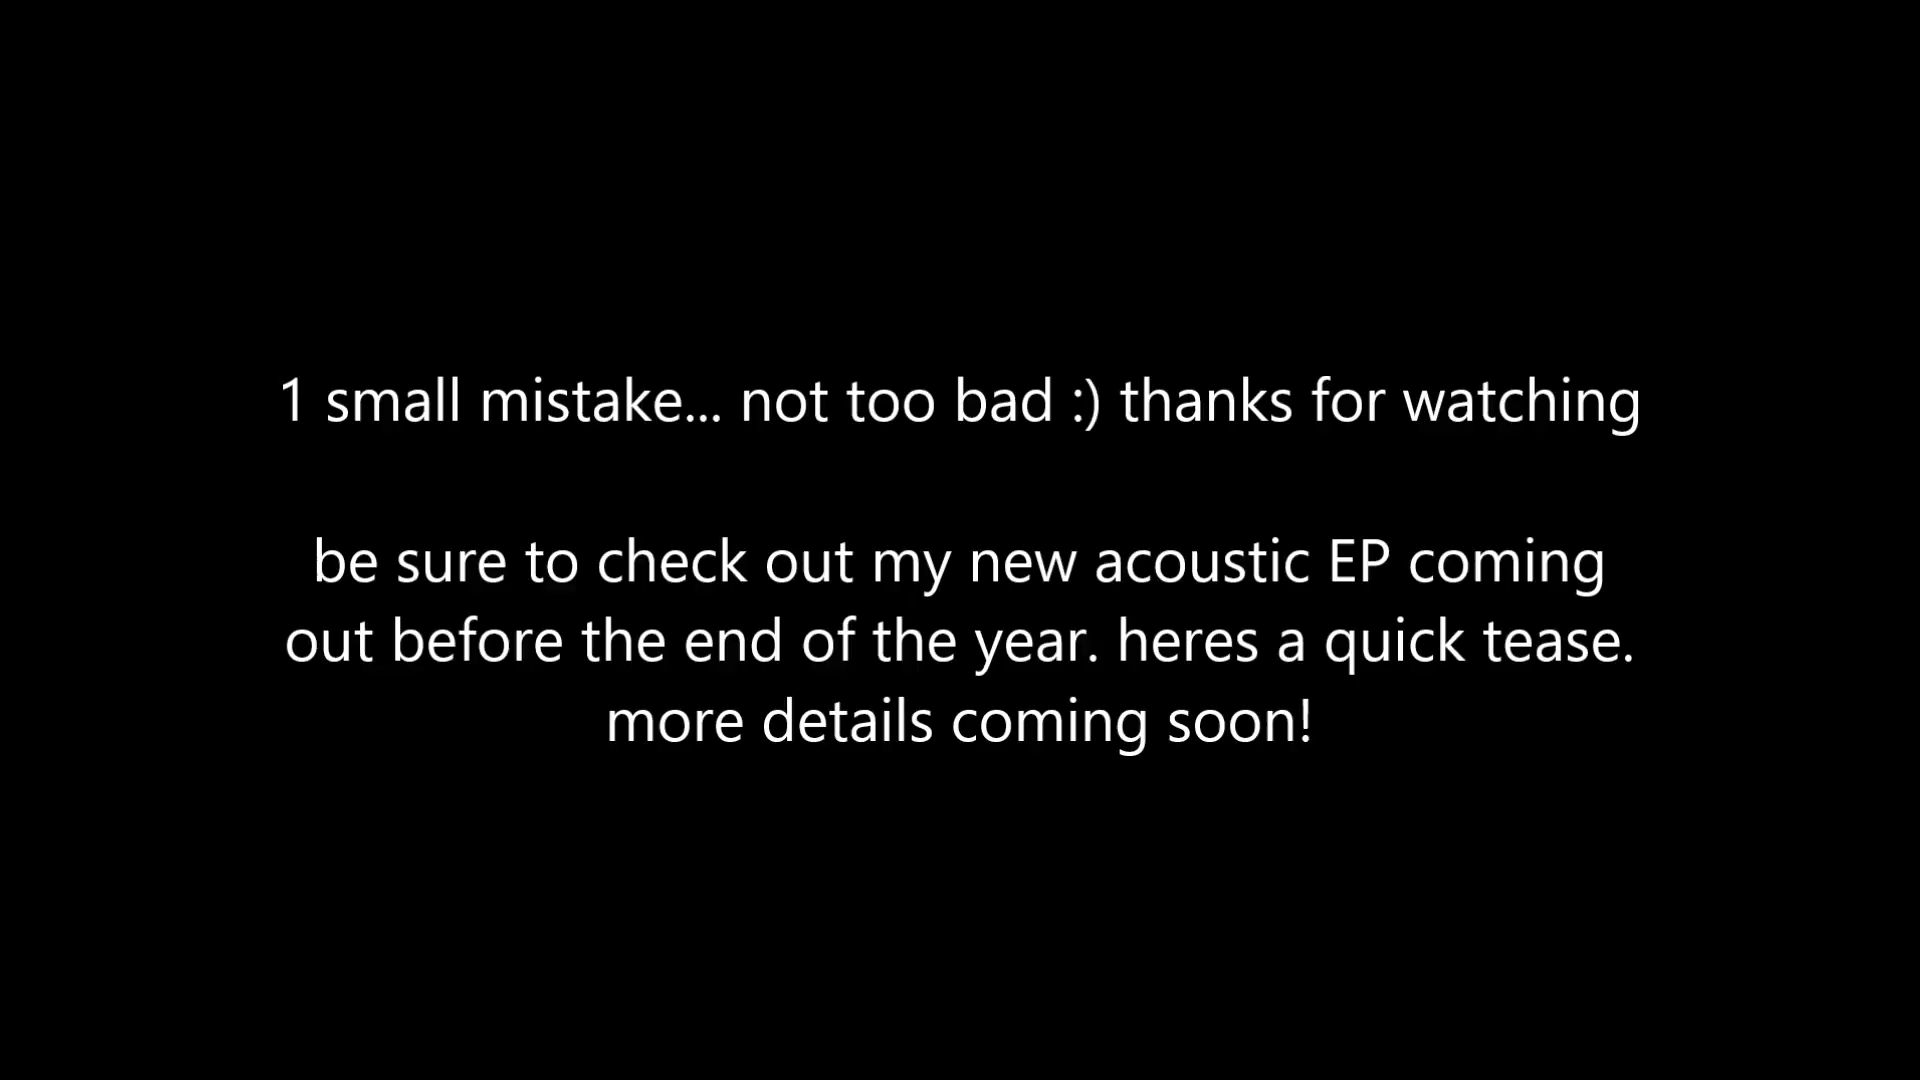 1 small mistake... not too bad :) thanks for watching
be sure to check out my new acoustic EP coming
out before the end of the year. heres a quick tease.
more details coming soon!